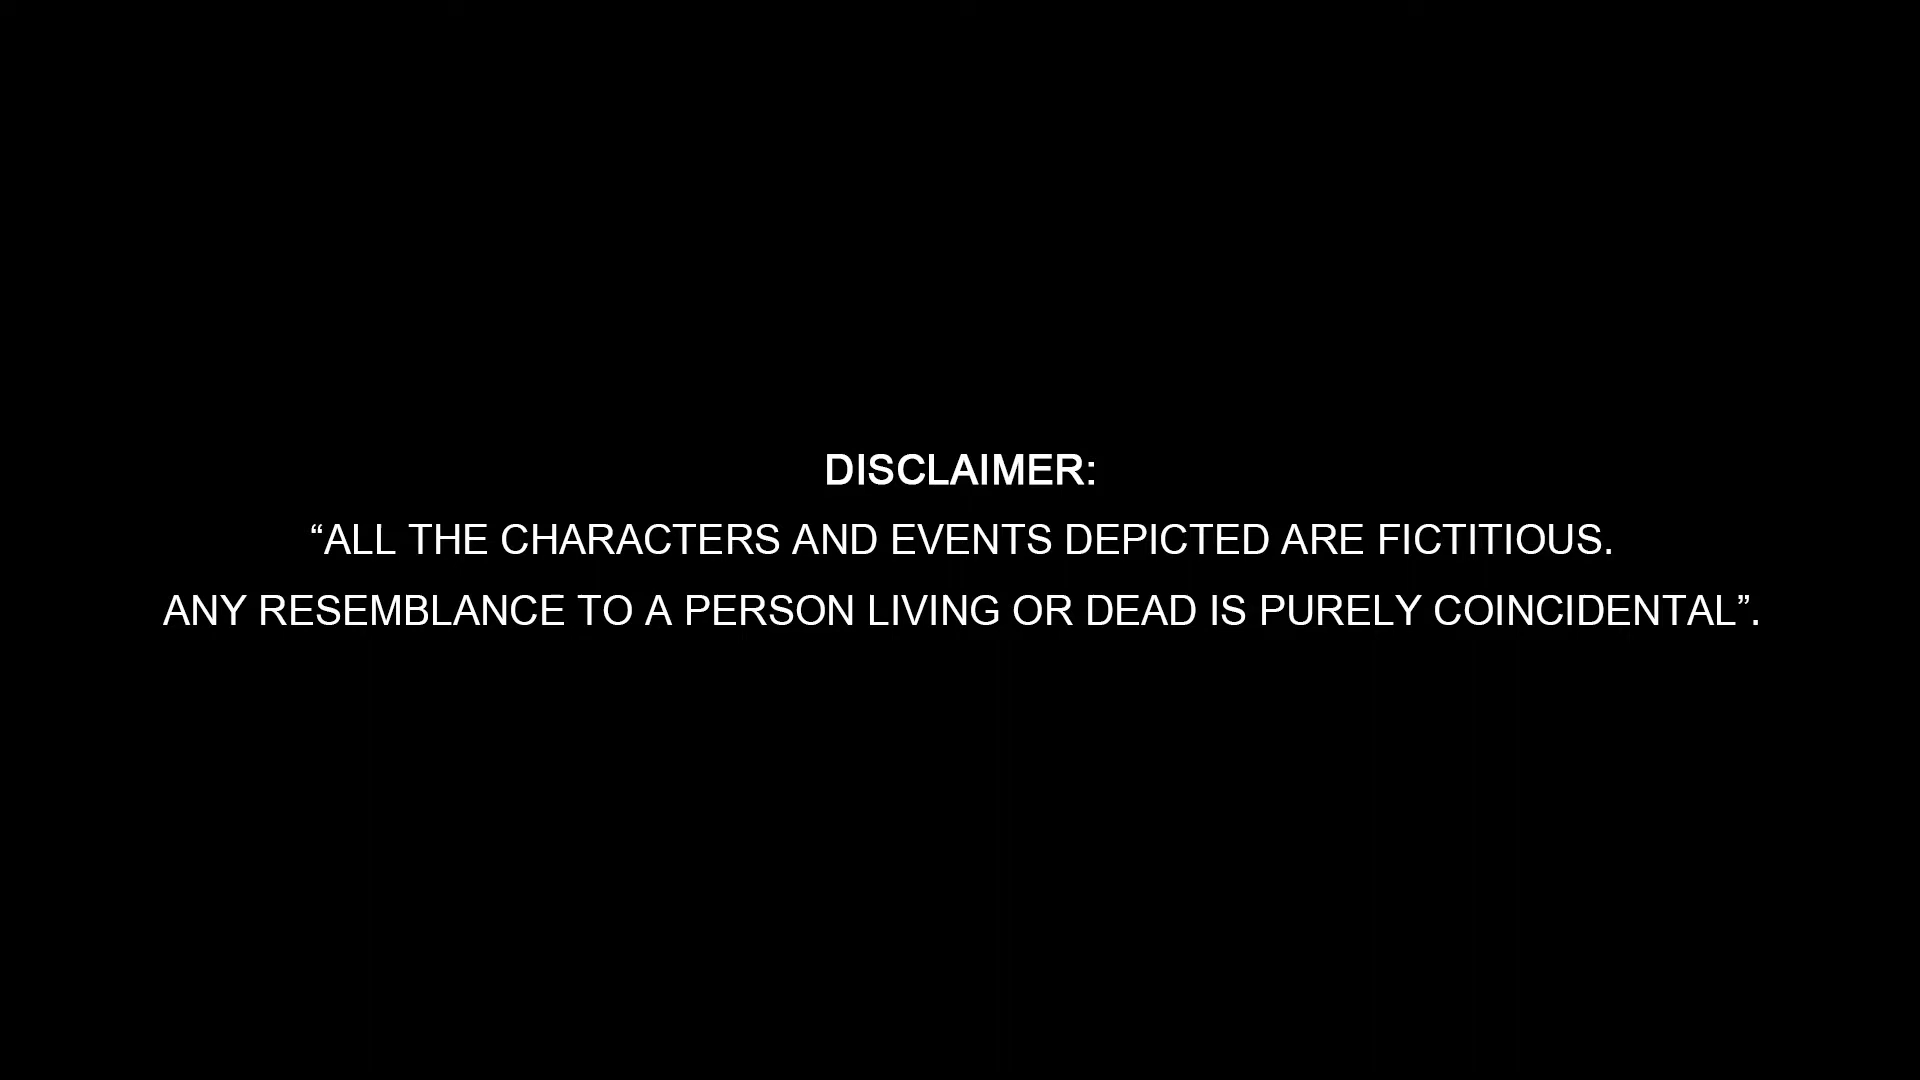 DISCLAIMER:
“ALL THE CHARACTERS AND EVENTS DEPICTED ARE FICTITIOUS.
ANY RESEMBLANCE TO A PERSON LIVING OR DEAD IS PURELY COINCIDENTAL”.